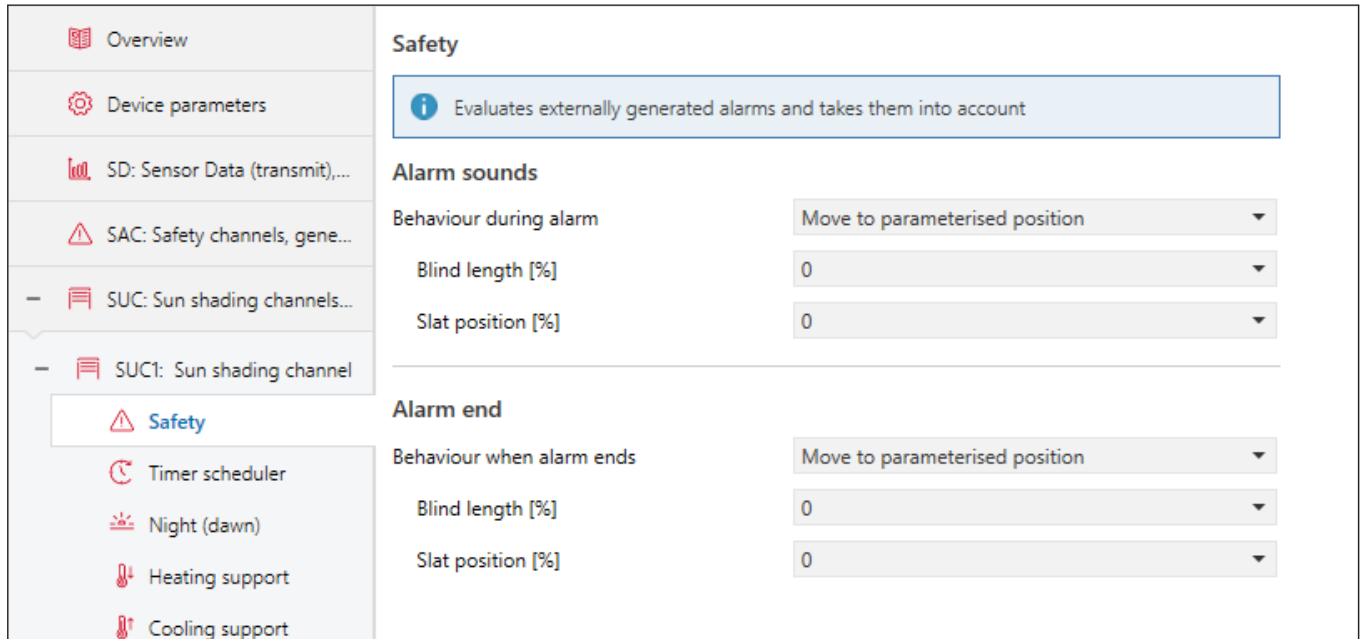 Overview
Device parameters
SD: Sensor Data (transmit),...
SAC: Safety channels, gene...
SUC: Sun shading channels...
SUC1: Sun shading channel
Safety
Timer scheduler
Night (dawn)
Heating support
Cooling support
Safety
Evaluates externally generated alarms and takes them into account
Alarm sounds
Behaviour during alarm Move to parameterised position
Blind length [%] 0
Slat position [%] 0
Alarm end
Behaviour when alarm ends Move to parameterised position
Blind length [%] 0
Slat position [%] 0